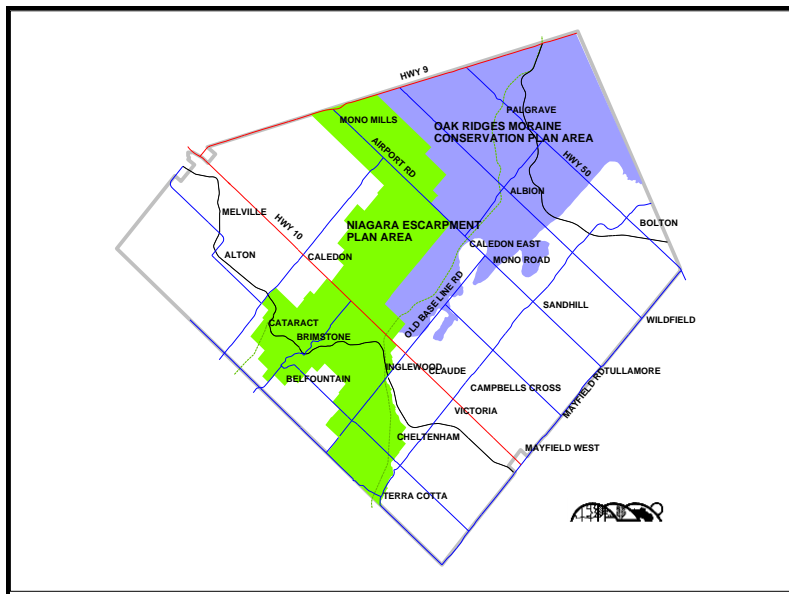 HWY 9
PALGRAVE
MONO MILLS
OAK RIDGES MORAINE
CONSERVATION PLAN AREA
AIRPORT RD
HWY 50
ALBION
MELVILLE
HWY 10
NIAGARA ESCARPMENT
PLAN AREA
BOLTON
CALEDON EAST
ALTON
CALEDON
MONO ROAD
OLD BASE LINE RD
SANDHILL
CATARACT
WILDFIELD
BRIMSTONE
INGLEWOOD
CLAUDE
TULLAMORE
BELFOUNTAIN
CAMPBELLS CROSS
MAYFIELD RD
VICTORIA
CHELTENHAM
MAYFIELD WEST
TERRA COTTA